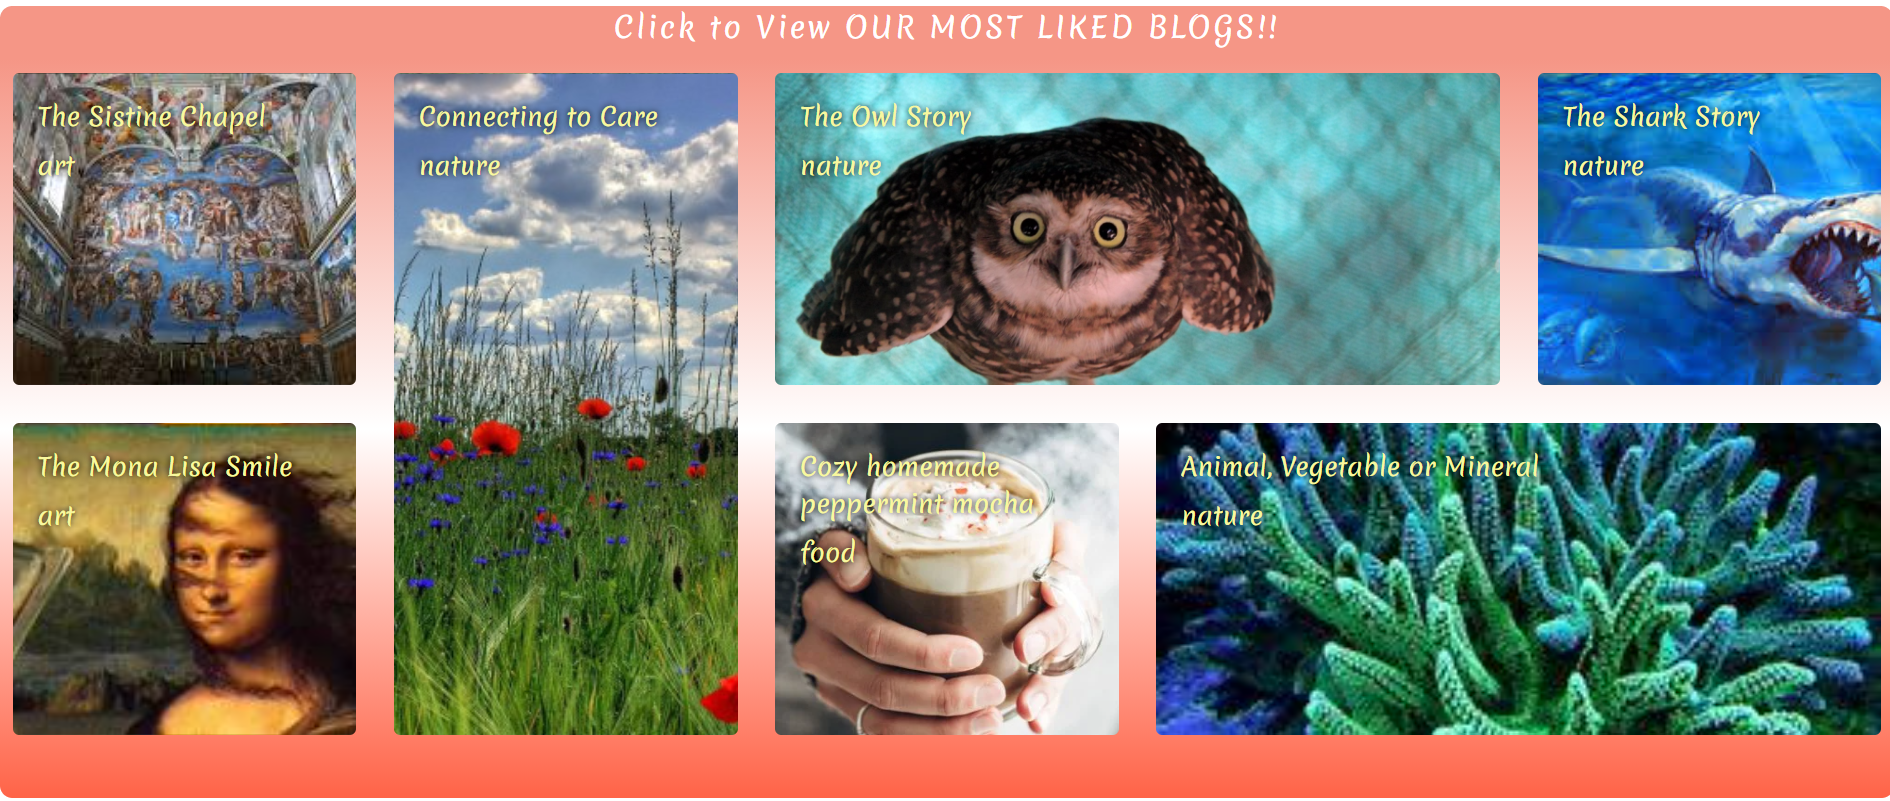 Click to View OUR MOST LIKED BLOGS!!
The Sistine Chapel
art
Connecting to Care
nature
The Owl Story
nature
The Shark Story
nature
The Mona Lisa Smile
art
Cozy homemade
peppermint mocha
food
Animal, Vegetable or Mineral
nature